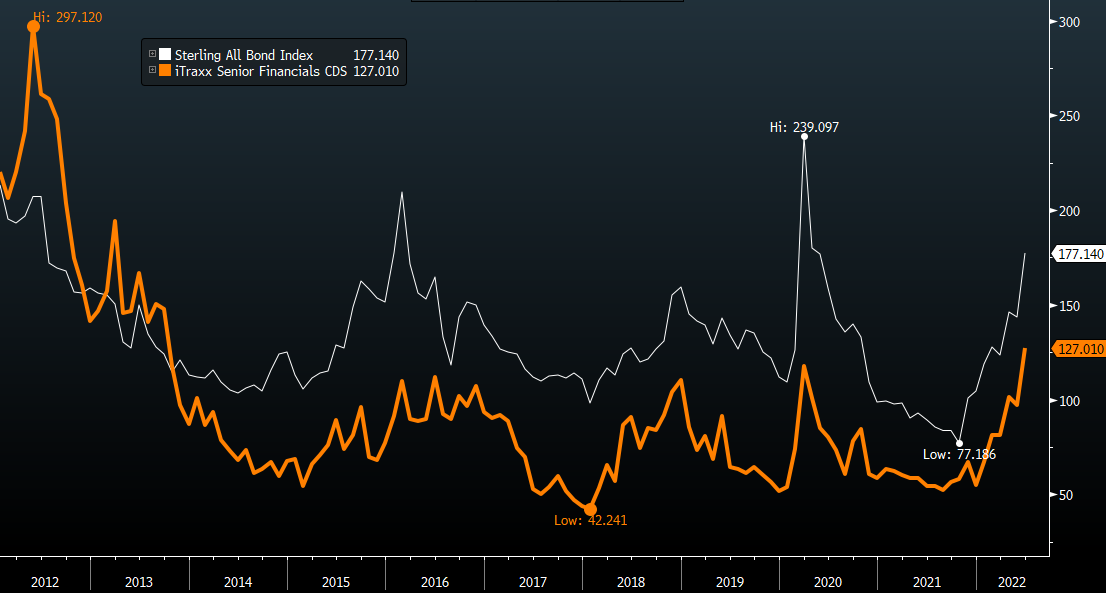 Hi: 297.120
Sterling All Bond Index 177.140
iTraxx Senior Financials CDS 127.010
Hi: 239.097
Low: 77.186
Low: 42.241
300
250
200
177.140
150
127.010
100
50
2012 2013 2014 2015 2016 2017 2018 2019 2020 2021 2022